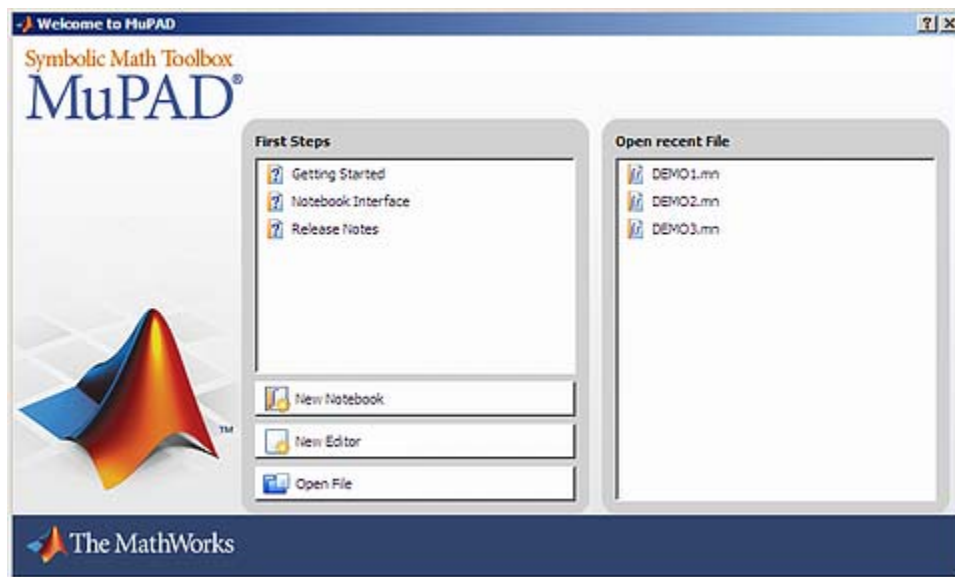 Welcome to MuPAD
Symbolic Math Toolbox
MuPAD®
First Steps
Getting Started
Notebook Interface
Release Notes
New Notebook
New Editor
Open File
Open recent File
DEMO1.mn
DEMO2.mn
DEMO3.mn
TM
The MathWorks